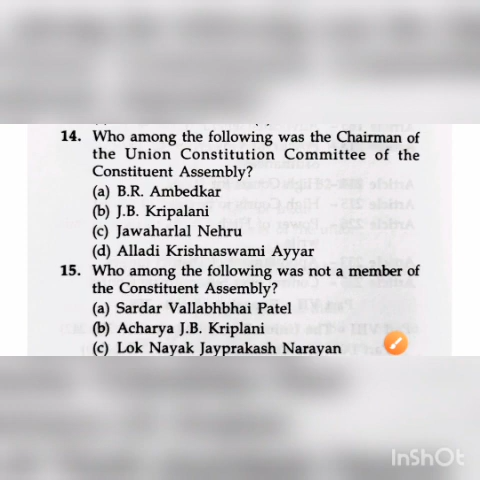 14. Who among the following was the Chairman of
the Union Constitution Committee of the
Constituent Assembly?
(a) B.R. Ambedkar
(b) J.B. Kripalani
(c) Jawaharlal Nehru
(d) Alladi Krishnaswami Ayyar
15. Who among the following was not a member of
the Constituent Assembly?
(a) Sardar Vallabhbhai Patel
(b) Acharya J.B. Kriplani
(c) Lok Nayak Jayprakash Narayan
InShOt